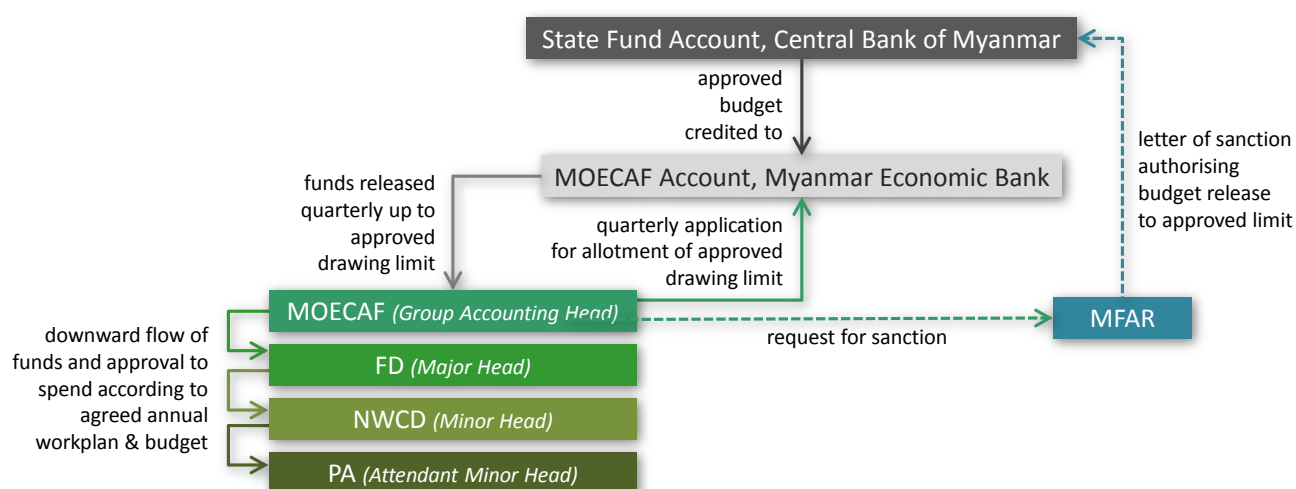 State Fund Account, Central Bank of Myanmar
approved
budget
credited to
letter of sanction
authorising
budget release
to approved limit
MOECAF Account, Myanmar Economic Bank
funds released
quarterly up to
approved
drawing limit
quarterly application
for allotment of approved
drawing limit
MOECAF (Group Accounting Head)
request for sanction
MFAR
downward flow of
funds and approval to
spend according to
agreed annual
workplan & budget
FD (Major Head)
NWCD (Minor Head)
PA (Attendant Minor Head)